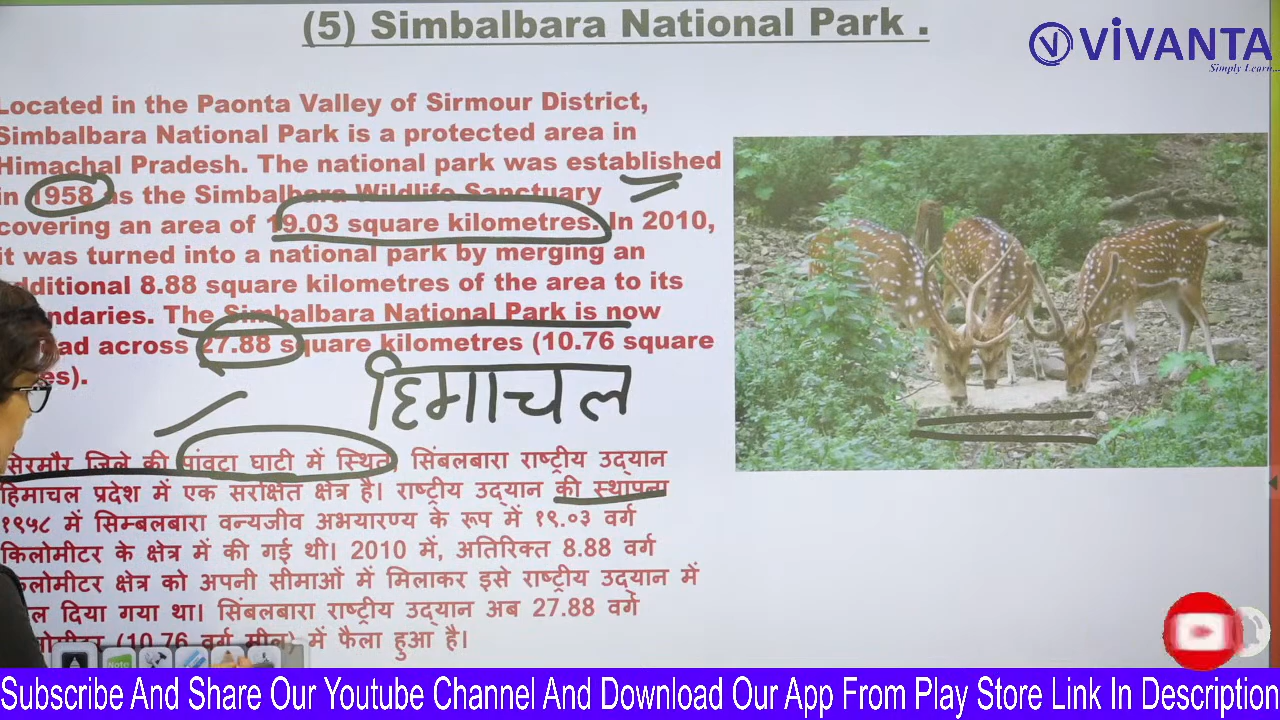 (5) Simbalbara National Park .
VIVANTA
Simply Learn...
Located in the Paonta Valley of Sirmour District,
Simbalbara National Park is a protected area in
Himachal Pradesh. The national park was established
in 1958 as the Simbalbara Wildlife Sanctuary
covering an area of 19.03 square kilometres. In 2010,
it was turned into a national park by merging an
additional 8.88 square kilometres of the area to its
ndaries. The Simbalbara National Park is now
ad across 27.88 square kilometres (10.76 square
es).
हिमाचल
सिरमौर जिले की पांवटा घाटी में स्थित, सिंबलबारा राष्ट्रीय उद्यान
हिमाचल प्रदेश में एक संरक्षित क्षेत्र है। राष्ट्रीय उद्यान की स्थापना
१९५८ में सिम्बलबारा वन्यजीव अभयारण्य के रूप में १९.०३ वर्ग
किलोमीटर के क्षेत्र में की गई थी। 2010 में, अतिरिक्त 8.88 वर्ग
किलोमीटर क्षेत्र को अपनी सीमाओं में मिलाकर इसे राष्ट्रीय उद्यान में
ल दिया गया था। सिंबलबारा राष्ट्रीय उद्यान अब 27.88 वर्ग
(10.76 वर्ग मील) में फैला हुआ है।
Note
Subscribe And Share Our Youtube Channel And Download Our App From Play Store Link In Description